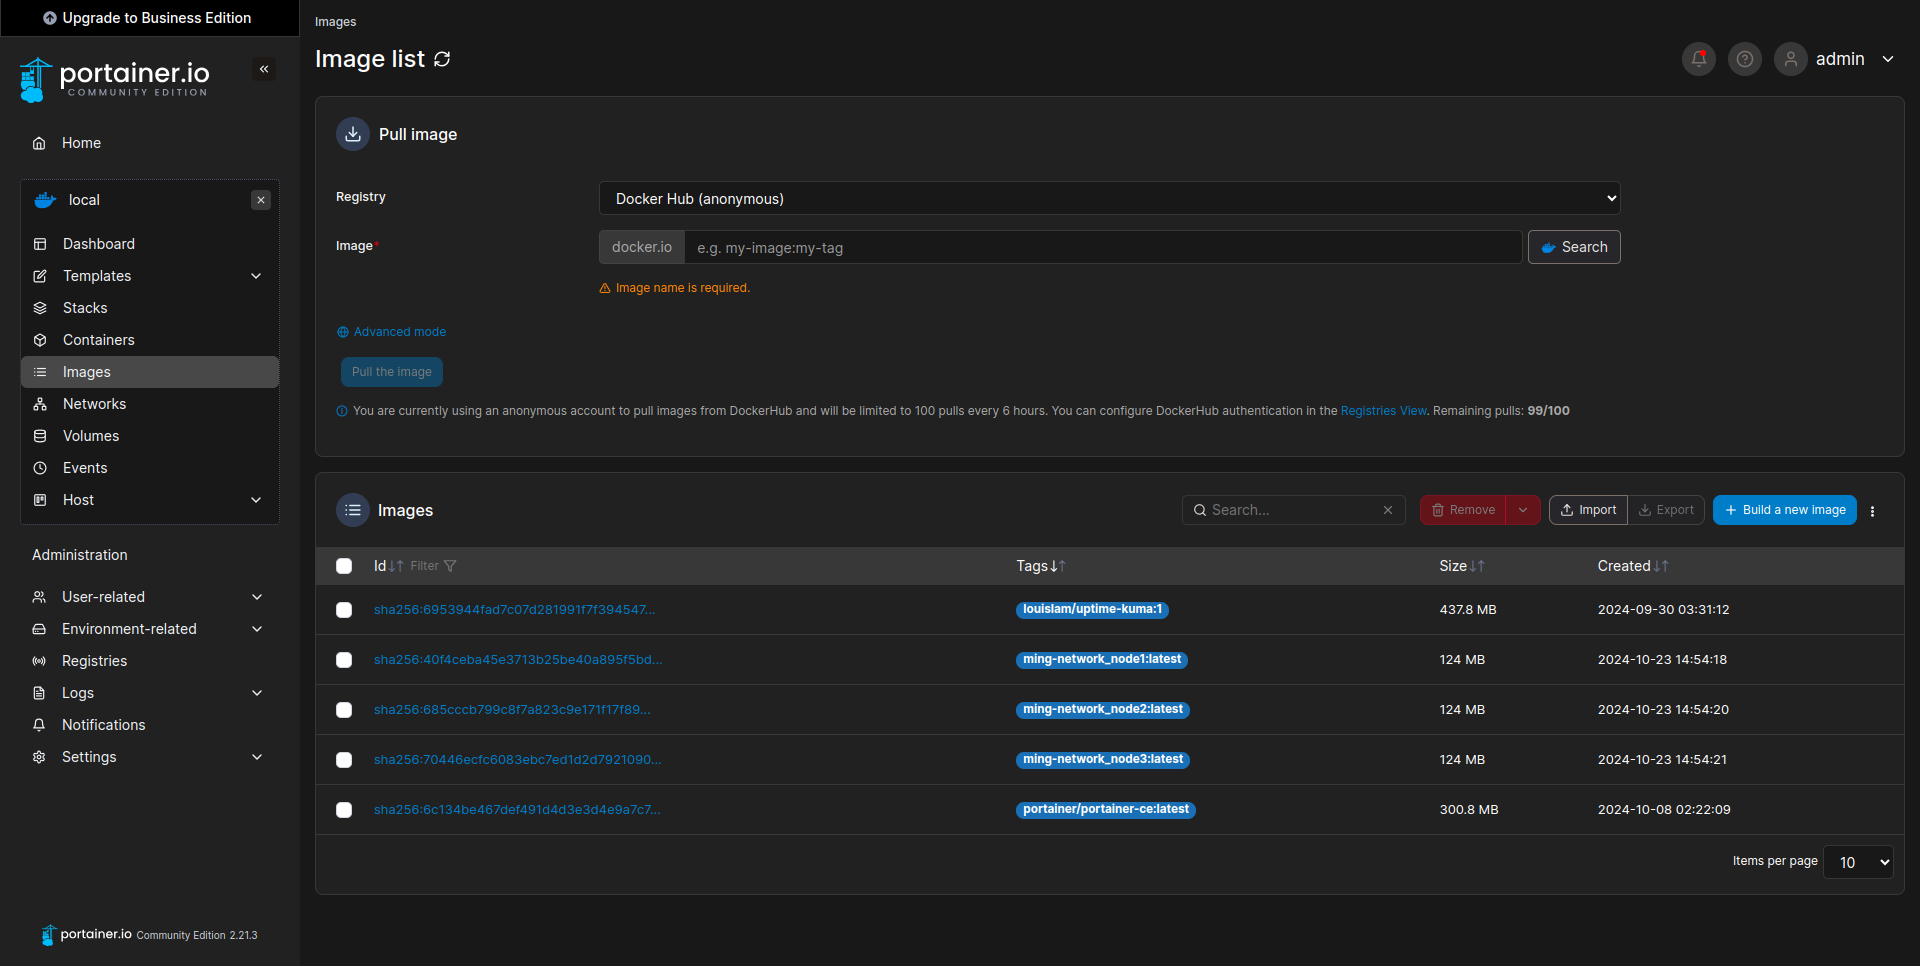 Upgrade to Business Edition
portainer.io
COMMUNITY EDITION
Home
local
Dashboard
Templates
Stacks
Containers
Images
Networks
Volumes
Events
Host
Administration
User-related
Environment-related
Registries
Logs
Notifications
Settings
portainer.io Community Edition 2.21.3
Images
Image list
admin
Pull image
Registry
Docker Hub (anonymous)
Image*
docker.io e.g. my-image:my-tag Search
Image name is required.
Advanced mode
Pull the image
You are currently using an anonymous account to pull images from DockerHub and will be limited to 100 pulls every 6 hours. You can configure DockerHub authentication in the Registries View. Remaining pulls: 99/100
Images Search... Remove Import Export + Build a new image
Id Filter Tags Size Created
sha256:6953944fad7c07d281991f7f394547... louislam/uptime-kuma:1 437.8 MB 2024-09-30 03:31:12
sha256:40f4ceba45e3713b25be40a895f5bd... ming-network_node1:latest 124 MB 2024-10-23 14:54:18
sha256:685cccb799c8f7a823c9e171f17f89... ming-network_node2:latest 124 MB 2024-10-23 14:54:20
sha256:70446ecfc6083ebc7ed1d2d7921090... ming-network_node3:latest 124 MB 2024-10-23 14:54:21
sha256:6c134be467def491d4d3e3d4e9a7c7... portainer/portainer-ce:latest 300.8 MB 2024-10-08 02:22:09
Items per page 10